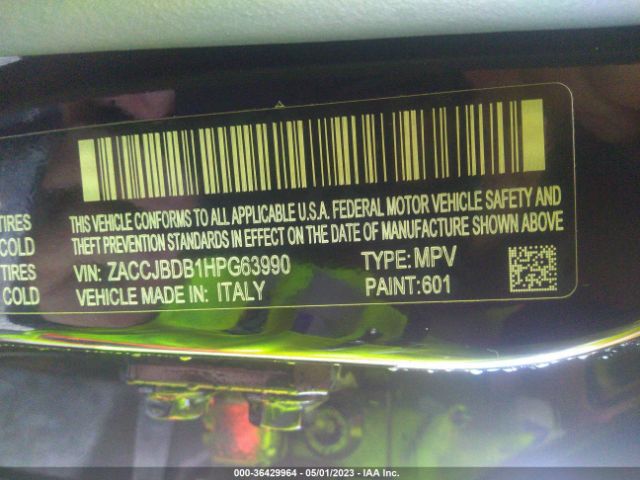 THIS VEHICLE CONFORMS TO ALL APPLICABLE U.S.A. FEDERAL MOTOR VEHICLE SAFETY AND
THEFT PREVENTION STANDARDS IN EFFECT ON THE DATE OF MANUFACTURE SHOWN ABOVE
TIRES
COLD
TIRES
COLD
VIN: ZACCJBDB1HPG63990 TYPE: MPV
VEHICLE MADE IN: ITALY PAINT: 601
000-36429964 - 05/01/2023 - IAA Inc.